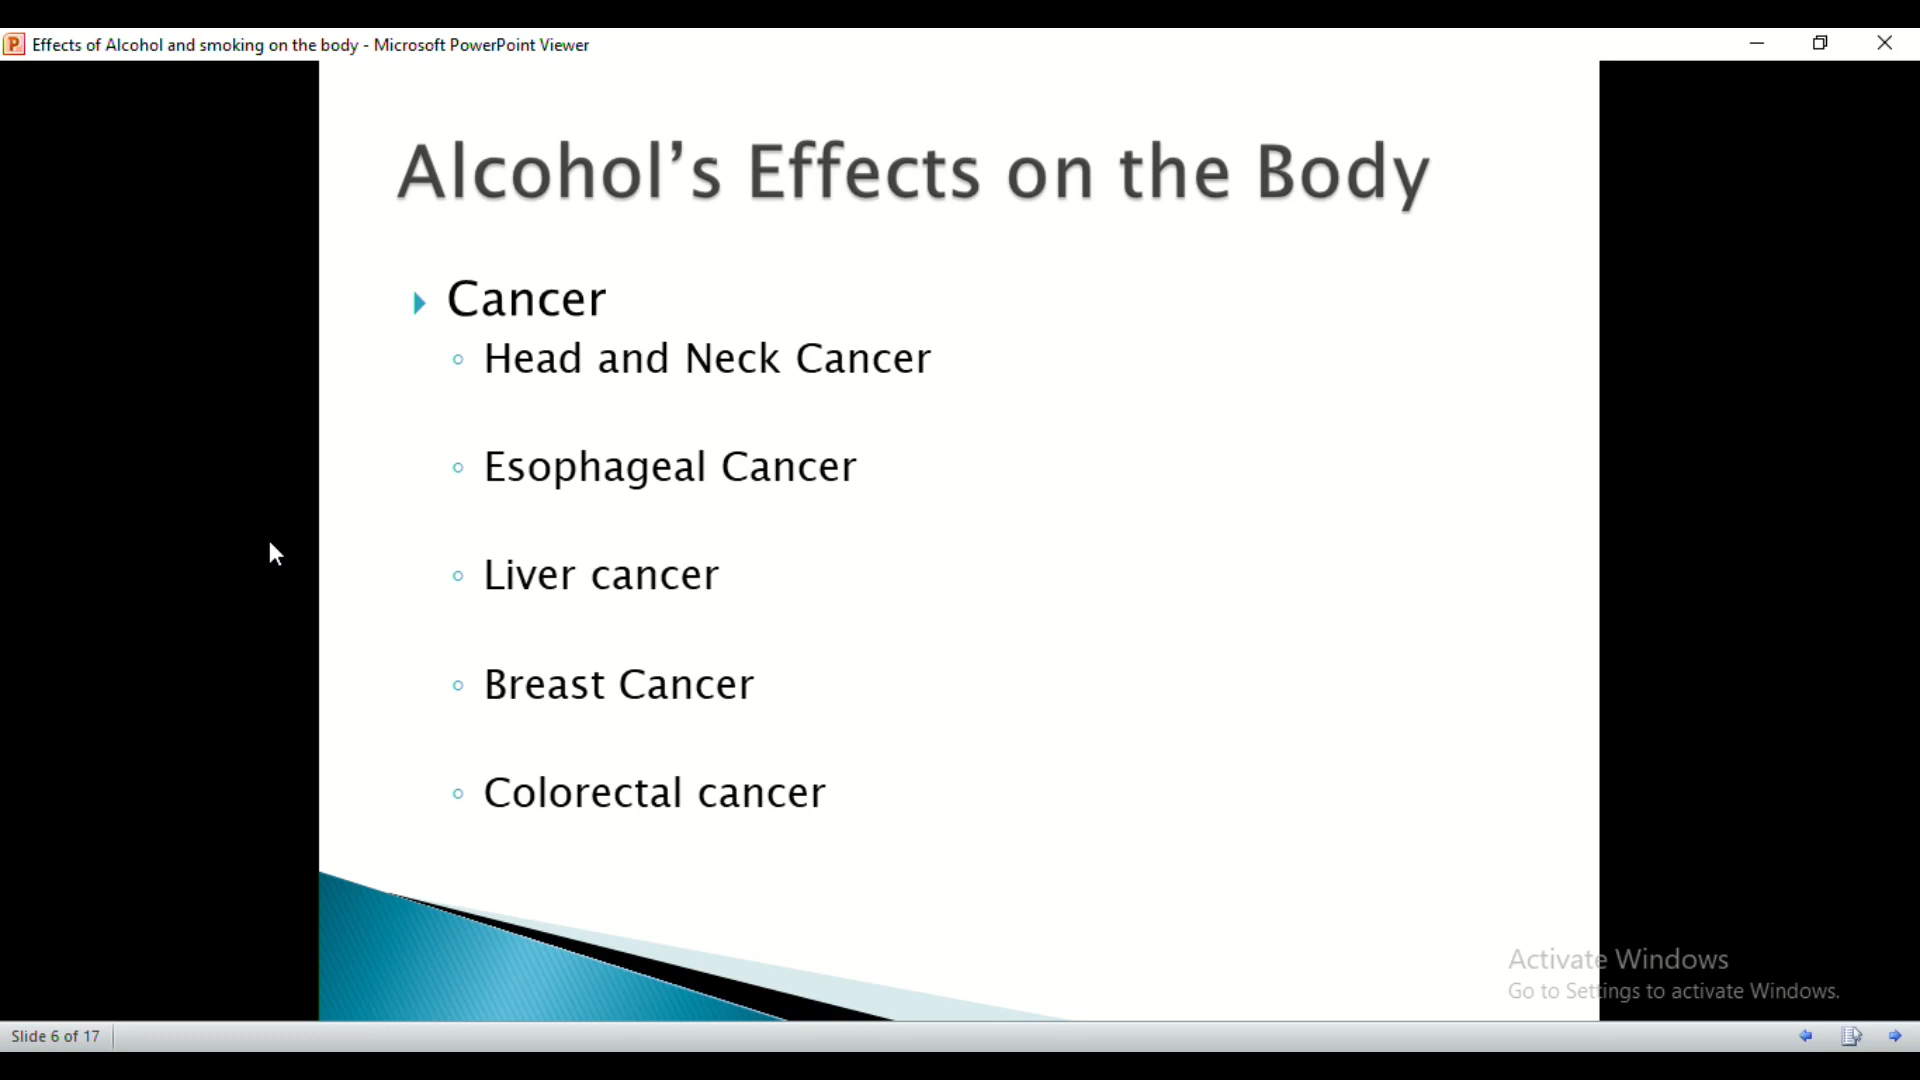 Effects of Alcohol and smoking on the body - Microsoft PowerPoint Viewer
Alcohol’s Effects on the Body
Cancer
Head and Neck Cancer
Esophageal Cancer
Liver cancer
Breast Cancer
Colorectal cancer
Activate Windows
Go to Settings to activate Windows.
Slide 6 of 17